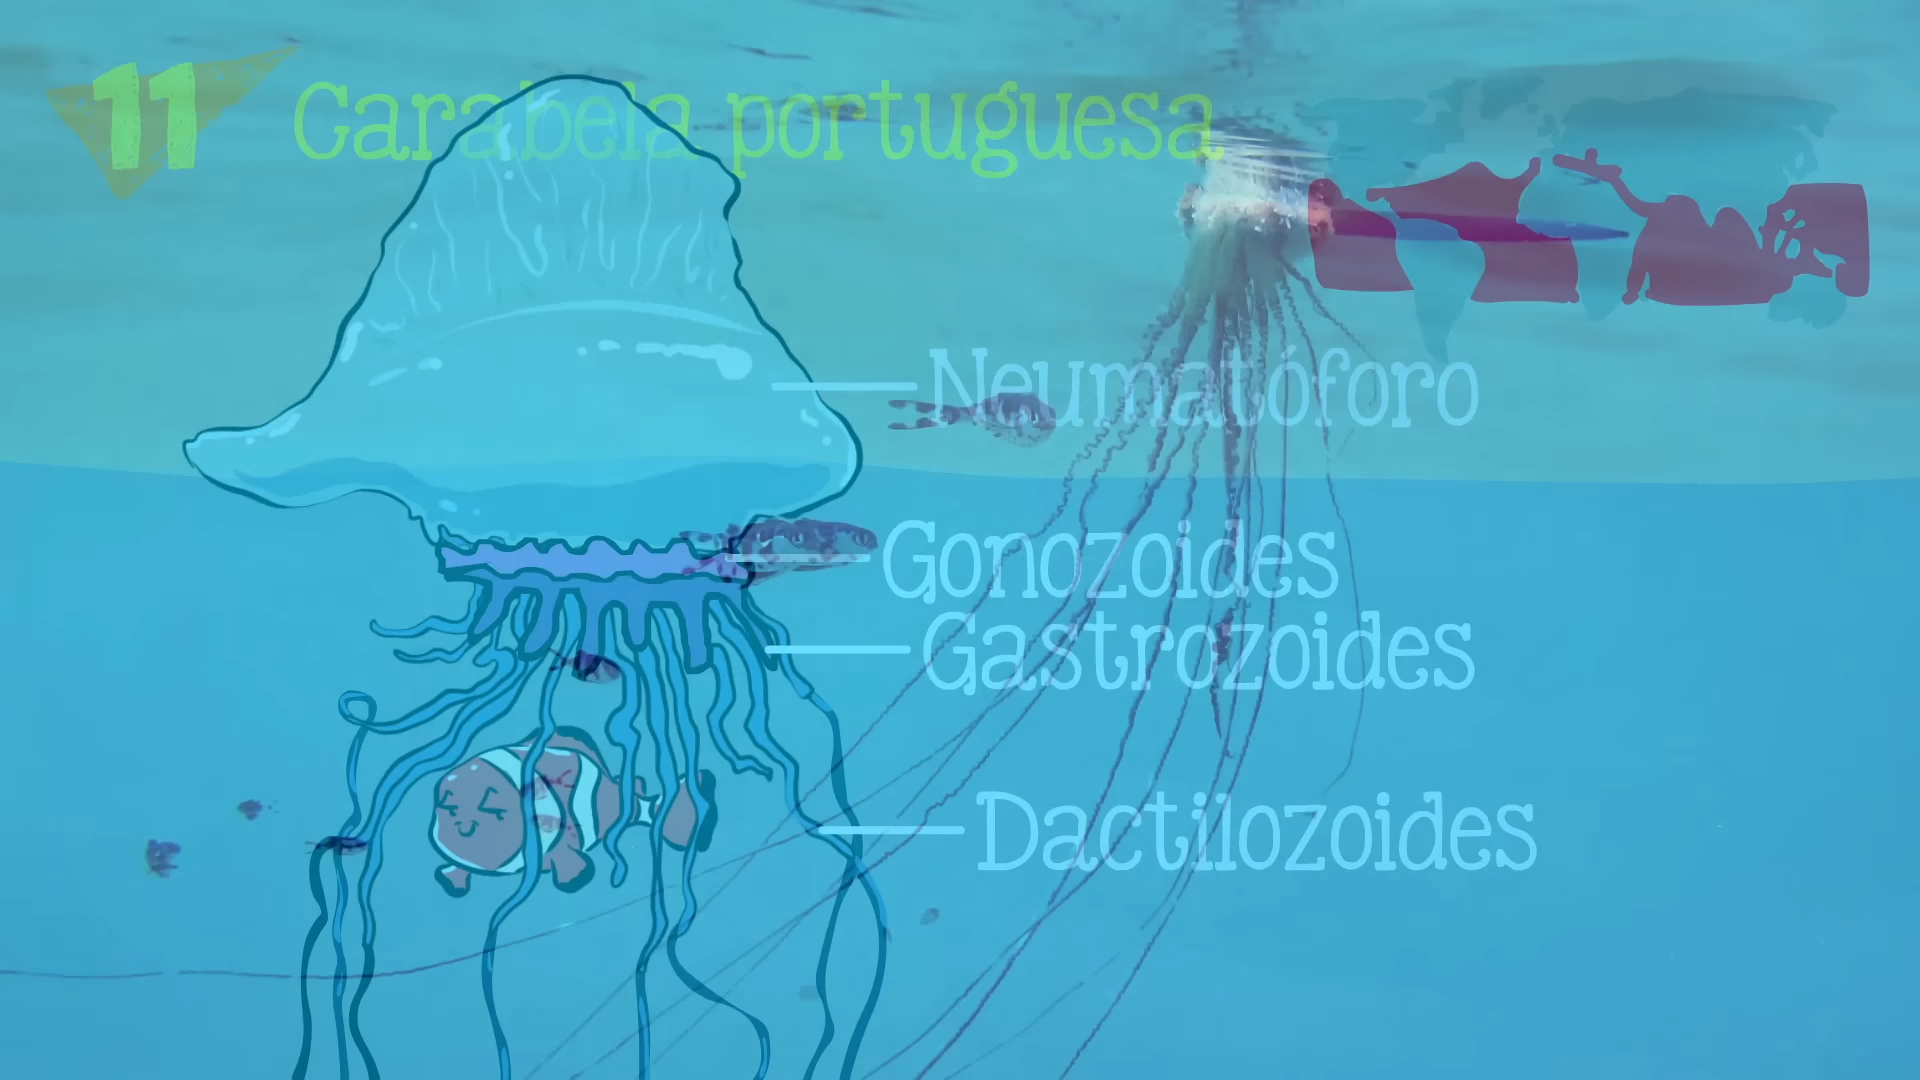 11 Carabela portuguesa
Neumatóforo
Gonozoides
Gastrozoides
Dactilozoides